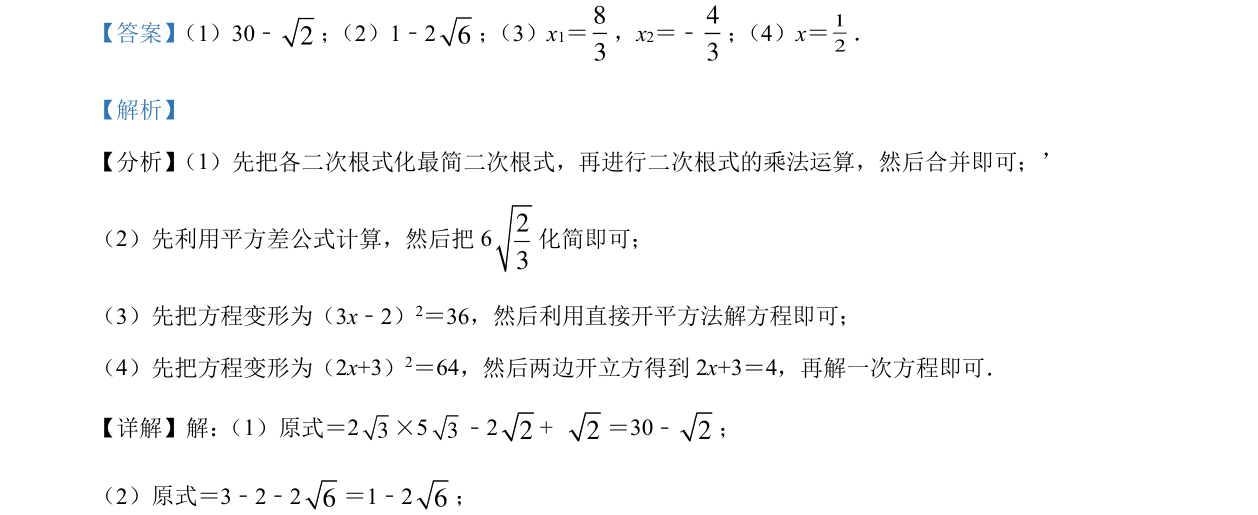 【答案】（1）30﹣√2；（2）1﹣2√6；（3）x₁＝8/3，x₂＝﹣4/3；（4）x＝1/2．
【解析】
【分析】（1）先把各二次根式化最简二次根式，再进行二次根式的乘法运算，然后合并即可；’
（2）先利用平方差公式计算，然后把 6√(2/3) 化简即可；
（3）先把方程变形为（3x﹣2）²＝36，然后利用直接开平方法解方程即可；
（4）先把方程变形为（2x+3）²＝64，然后两边开立方得到 2x+3＝4，再解一次方程即可．
【详解】解：（1）原式＝2√3×5√3﹣2√2+ √2＝30﹣√2；
（2）原式＝3﹣2﹣2√6＝1﹣2√6；